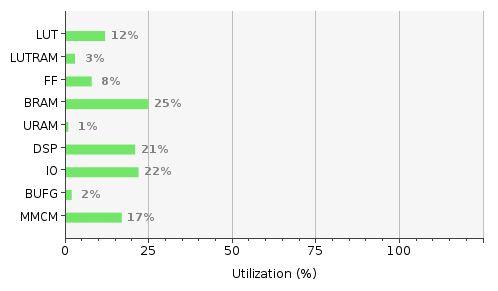 LUT 12%
LUTRAM 3%
FF 8%
BRAM 25%
URAM 1%
DSP 21%
IO 22%
BUFG 2%
MMCM 17%
0 25 50 75 100
Utilization (%)